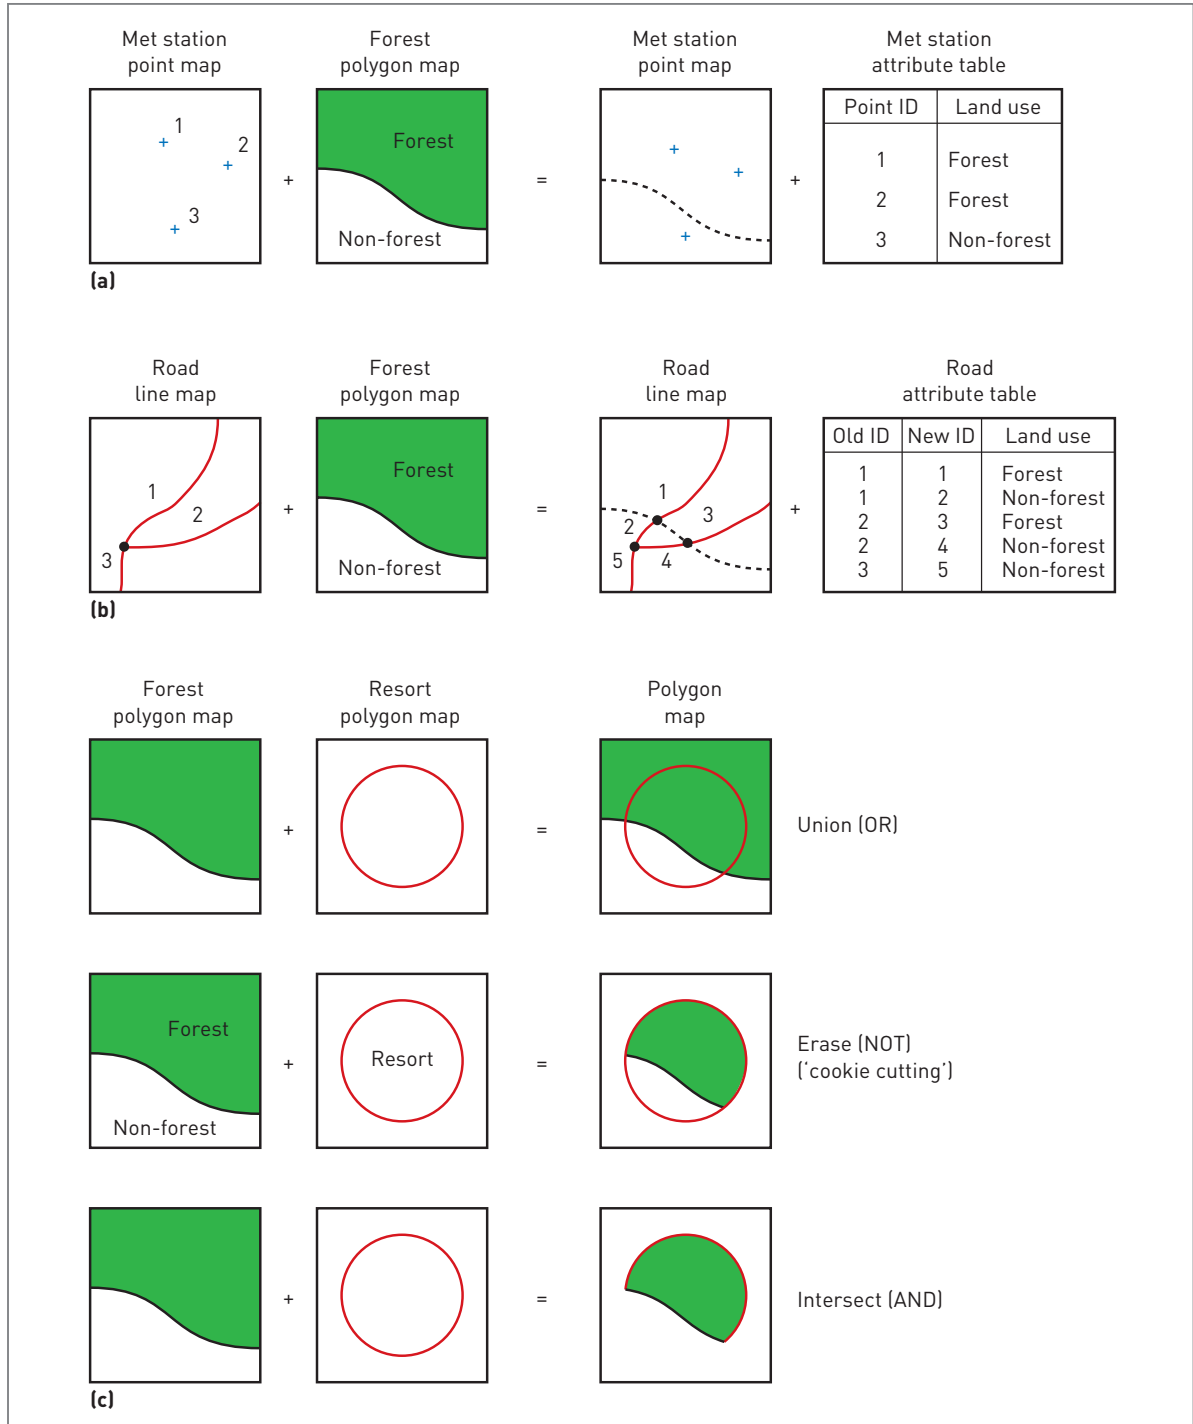 Met station
point map
Forest
polygon map
Met station
point map
Met station
attribute table
1
2
3
+
Forest
Non-forest
=
+
Point ID Land use
1 Forest
2 Forest
3 Non-forest
(a)
Road
line map
Forest
polygon map
Road
line map
Road
attribute table
1
2
3
+
Forest
Non-forest
=
1
2
3
4
5
+
Old ID New ID Land use
1 1 Forest
1 2 Non-forest
2 3 Forest
2 4 Non-forest
3 5 Non-forest
(b)
Forest
polygon map
Resort
polygon map
Polygon
map
+
=
Union (OR)
Forest
Non-forest
+
Resort
=
Erase (NOT)
(‘cookie cutting’)
+
=
Intersect (AND)
(c)